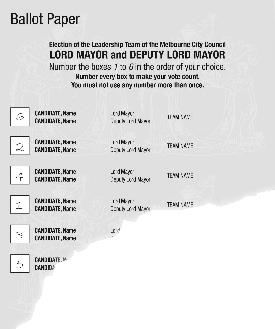 Ballot Paper
Election of the Leadership Team of the Melbourne City Council
LORD MAYOR and DEPUTY LORD MAYOR
Number the boxes 1 to 6 in the order of your choice.
Number every box to make your vote count.
You must not use any number more than once.
CANDIDATE, Name Lord Mayor
CANDIDATE, Name Deputy Lord Mayor TEAM NAME
2 CANDIDATE, Name Lord Mayor
CANDIDATE, Name Deputy Lord Mayor TEAM NAME
4 CANDIDATE, Name Lord Mayor
CANDIDATE, Name Deputy Lord Mayor TEAM NAME
1 CANDIDATE, Name Lord Mayor
CANDIDATE, Name Deputy Lord Mayor TEAM NAME
3 CANDIDATE, Name Lord
CANDIDATE, Name
5 CANDIDATE, N
CANDIDA